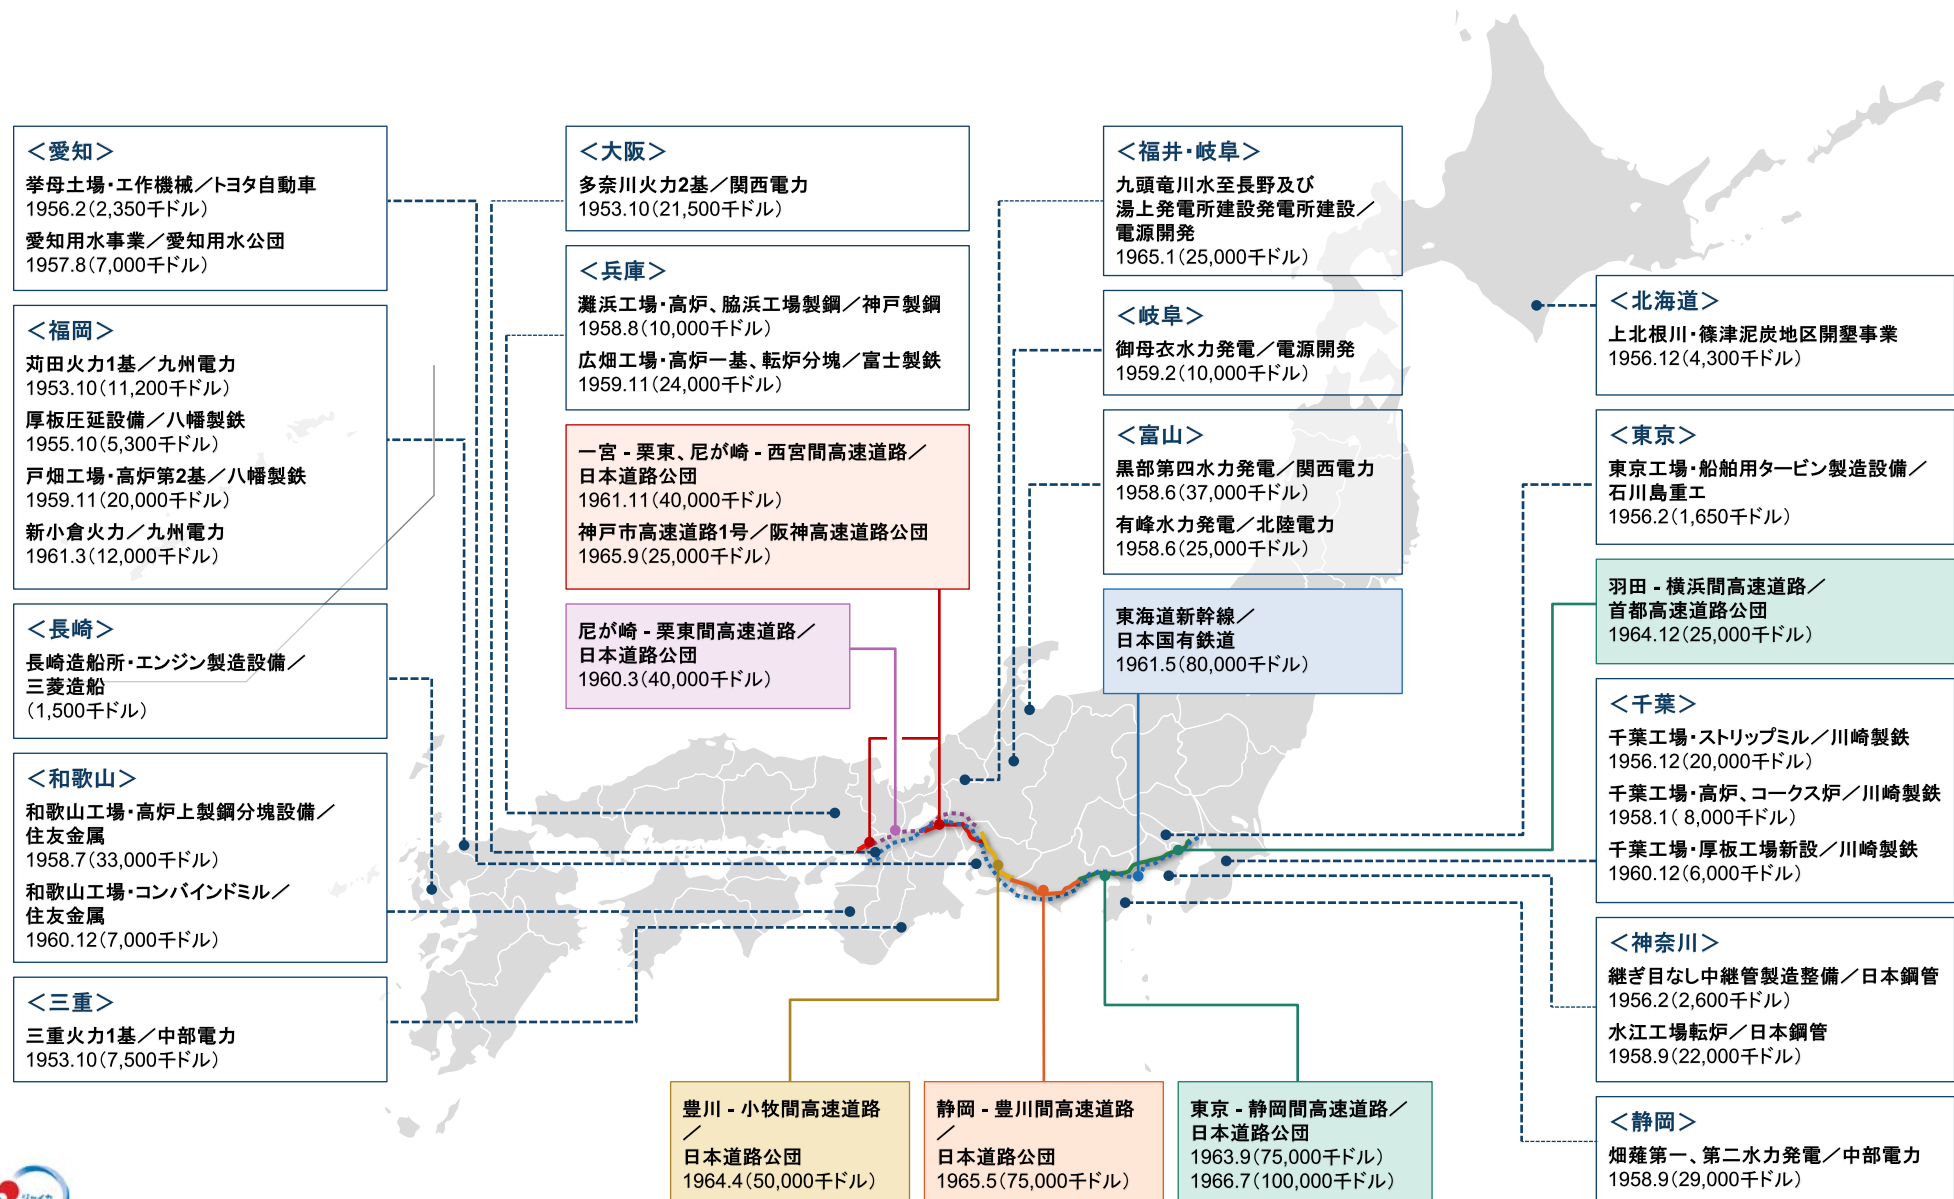 ＜愛知＞
挙母土場・工作機械／トヨタ自動車
1956.2（2,350千ドル）
愛知用水事業／愛知用水公団
1957.8（7,000千ドル）
＜福岡＞
苅田火力1基／九州電力
1953.10（11,200千ドル）
厚板圧延設備／八幡製鉄
1955.10（5,300千ドル）
戸畑工場・高炉第2基／八幡製鉄
1959.11（20,000千ドル）
新小倉火力／九州電力
1961.3（12,000千ドル）
＜長崎＞
長崎造船所・エンジン製造設備／
三菱造船
（1,500千ドル）
＜和歌山＞
和歌山工場・高炉上製鋼分塊設備／
住友金属
1958.7（33,000千ドル）
和歌山工場・コンバインドミル／
住友金属
1960.12（7,000千ドル）
＜三重＞
三重火力1基／中部電力
1953.10（7,500千ドル）
＜大阪＞
多奈川火力2基／関西電力
1953.10（21,500千ドル）
＜兵庫＞
灘浜工場・高炉、脇浜工場製鋼／神戸製鋼
1958.8（10,000千ドル）
広畑工場・高炉一基、転炉分塊／富士製鉄
1959.11（24,000千ドル）
一宮 - 栗東、尼が崎 - 西宮間高速道路／
日本道路公団
1961.11（40,000千ドル）
神戸市高速道路1号／阪神高速道路公団
1965.9（25,000千ドル）
尼が崎 - 栗東間高速道路／
日本道路公団
1960.3（40,000千ドル）
＜福井・岐阜＞
九頭竜川水至長野及び
湯上発電所建設発電所建設／
電源開発
1965.1（25,000千ドル）
＜岐阜＞
御母衣水力発電／電源開発
1959.2（10,000千ドル）
＜富山＞
黒部第四水力発電／関西電力
1958.6（37,000千ドル）
有峰水力発電／北陸電力
1958.6（25,000千ドル）
東海道新幹線／
日本国有鉄道
1961.5（80,000千ドル）
＜北海道＞
上北根川・篠津泥炭地区開墾事業
1956.12（4,300千ドル）
＜東京＞
東京工場・船舶用タービン製造設備／
石川島重工
1956.2（1,650千ドル）
羽田 - 横浜間高速道路／
首都高速道路公団
1964.12（25,000千ドル）
＜千葉＞
千葉工場・ストリップミル／川崎製鉄
1956.12（20,000千ドル）
千葉工場・高炉、コークス炉／川崎製鉄
1958.1（ 8,000千ドル）
千葉工場・厚板工場新設／川崎製鉄
1960.12（6,000千ドル）
＜神奈川＞
継ぎ目なし中継管製造整備／日本鋼管
1956.2（2,600千ドル）
水江工場転炉／日本鋼管
1958.9（22,000千ドル）
＜静岡＞
畑薙第一、第二水力発電／中部電力
1958.9（29,000千ドル）
豊川 - 小牧間高速道路
／
日本道路公団
1964.4（50,000千ドル）
静岡 - 豊川間高速道路
／
日本道路公団
1965.5（75,000千ドル）
東京 - 静岡間高速道路／
日本道路公団
1963.9（75,000千ドル）
1966.7（100,000千ドル）
ジャイカ